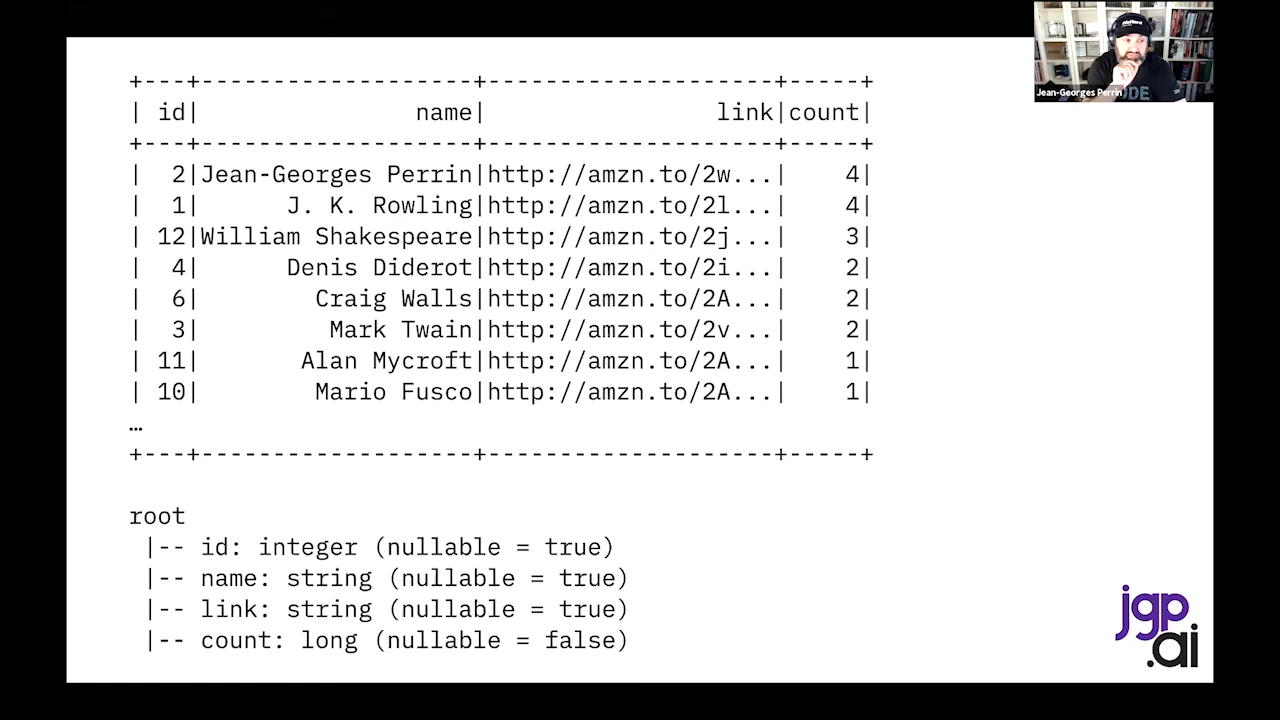 +---+-------------------+--------------------+-----+
| id|               name|                link|count|
+---+-------------------+--------------------+-----+
|  2|Jean-Georges Perrin|http://amzn.to/2w...|    4|
|  1|      J. K. Rowling|http://amzn.to/2l...|    4|
| 12|William Shakespeare|http://amzn.to/2j...|    3|
|  4|      Denis Diderot|http://amzn.to/2i...|    2|
|  6|        Craig Walls|http://amzn.to/2A...|    2|
|  3|         Mark Twain|http://amzn.to/2v...|    2|
| 11|       Alan Mycroft|http://amzn.to/2A...|    1|
| 10|        Mario Fusco|http://amzn.to/2A...|    1|
…
+---+-------------------+--------------------+-----+
root
 |-- id: integer (nullable = true)
 |-- name: string (nullable = true)
 |-- link: string (nullable = true)
 |-- count: long (nullable = false)
Jean-Georges Perrin
jgp
.ai